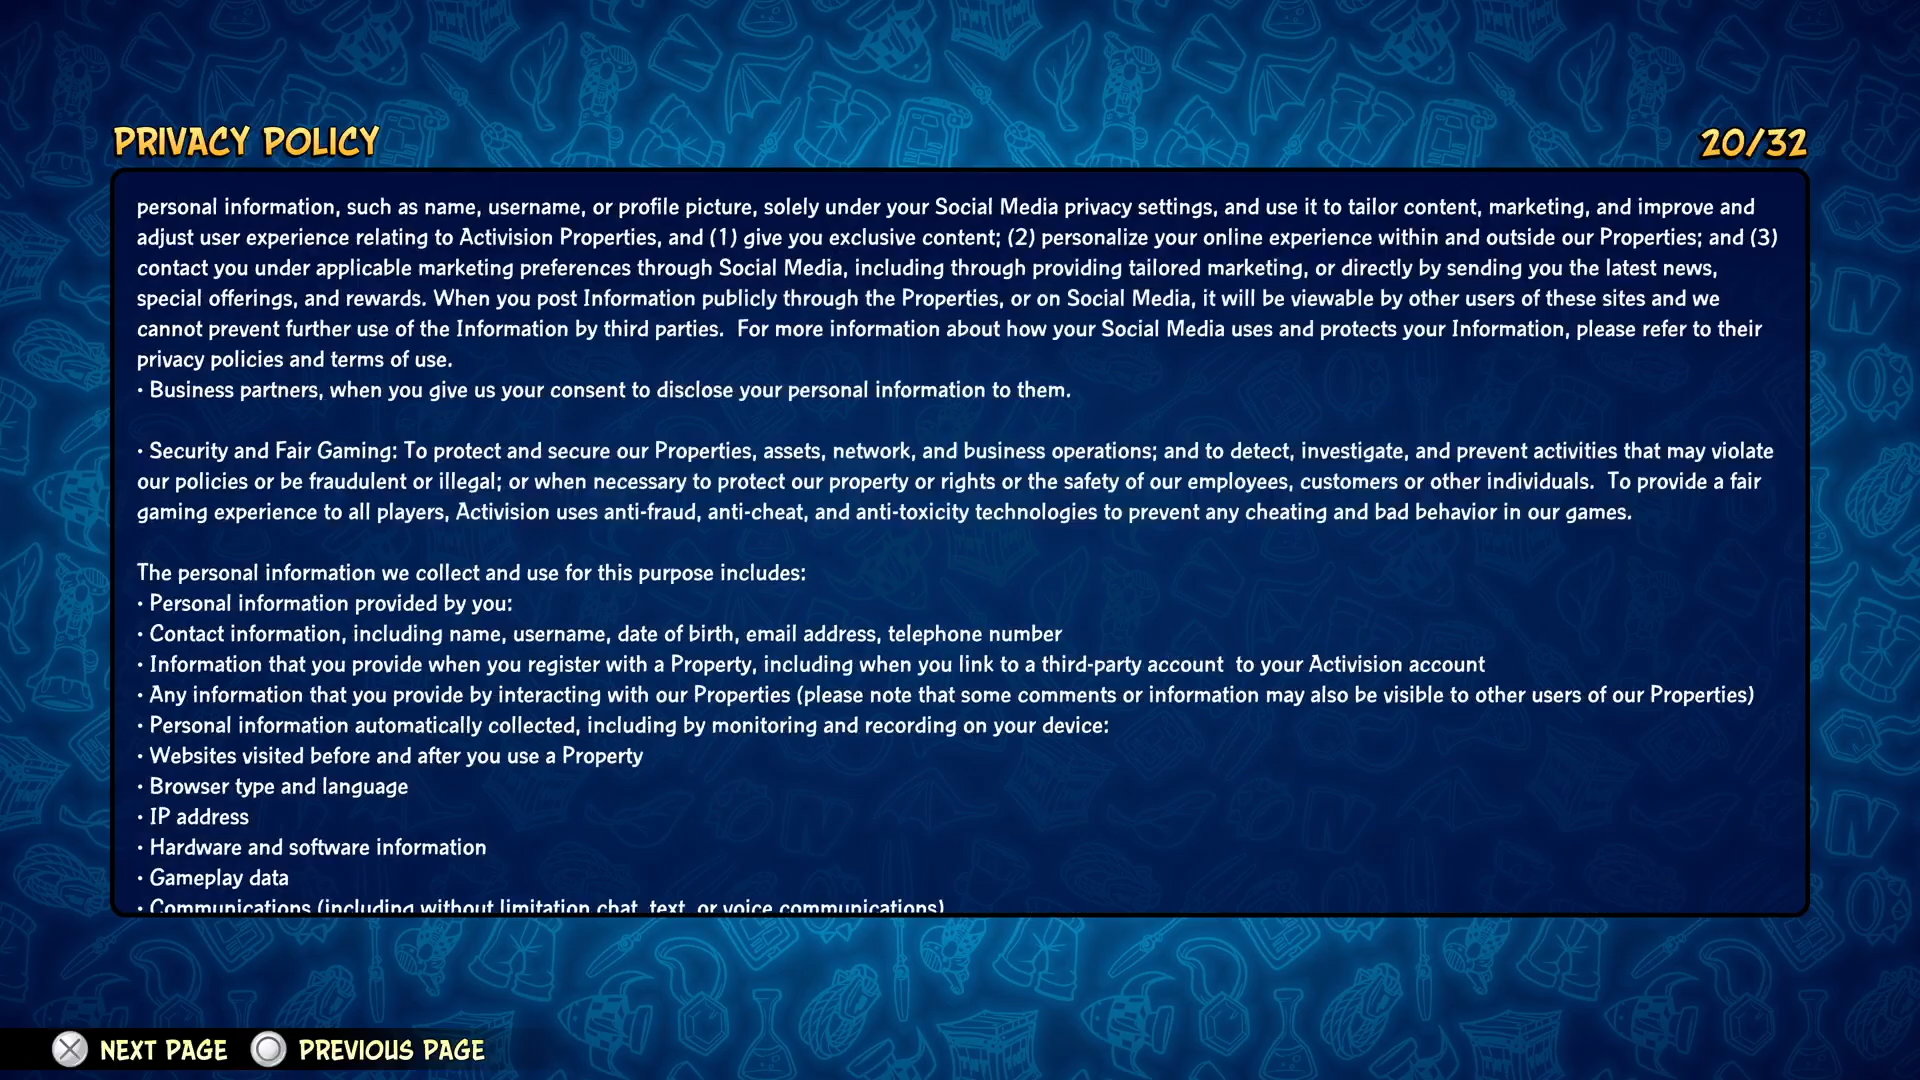 PRIVACY POLICY
20/32
personal information, such as name, username, or profile picture, solely under your Social Media privacy settings, and use it to tailor content, marketing, and improve and
adjust user experience relating to Activision Properties, and (1) give you exclusive content; (2) personalize your online experience within and outside our Properties; and (3)
contact you under applicable marketing preferences through Social Media, including through providing tailored marketing, or directly by sending you the latest news,
special offerings, and rewards. When you post Information publicly through the Properties, or on Social Media, it will be viewable by other users of these sites and we
cannot prevent further use of the Information by third parties.  For more information about how your Social Media uses and protects your Information, please refer to their
privacy policies and terms of use.
• Business partners, when you give us your consent to disclose your personal information to them.
• Security and Fair Gaming: To protect and secure our Properties, assets, network, and business operations; and to detect, investigate, and prevent activities that may violate
our policies or be fraudulent or illegal; or when necessary to protect our property or rights or the safety of our employees, customers or other individuals.  To provide a fair
gaming experience to all players, Activision uses anti-fraud, anti-cheat, and anti-toxicity technologies to prevent any cheating and bad behavior in our games.
The personal information we collect and use for this purpose includes:
• Personal information provided by you:
• Contact information, including name, username, date of birth, email address, telephone number
• Information that you provide when you register with a Property, including when you link to a third-party account  to your Activision account
• Any information that you provide by interacting with our Properties (please note that some comments or information may also be visible to other users of our Properties)
• Personal information automatically collected, including by monitoring and recording on your device:
• Websites visited before and after you use a Property
• Browser type and language
• IP address
• Hardware and software information
• Gameplay data
• Communications (including without limitation chat, text, or voice communications)
NEXT PAGE
PREVIOUS PAGE